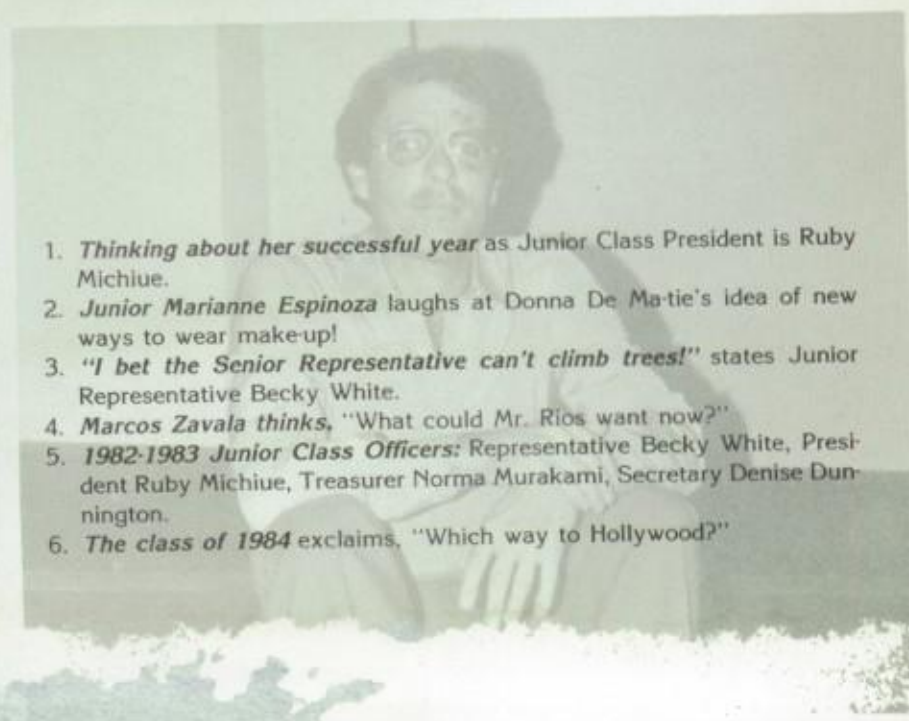 1. Thinking about her successful year as Junior Class President is Ruby
Michiue.
2. Junior Marianne Espinoza laughs at Donna De Ma-tie's idea of new
ways to wear make-up!
3. "I bet the Senior Representative can't climb trees!" states Junior
Representative Becky White.
4. Marcos Zavala thinks, "What could Mr. Rios want now?"
5. 1982-1983 Junior Class Officers: Representative Becky White, Presi-
dent Ruby Michiue, Treasurer Norma Murakami, Secretary Denise Dun-
nington.
6. The class of 1984 exclaims, "Which way to Hollywood?"